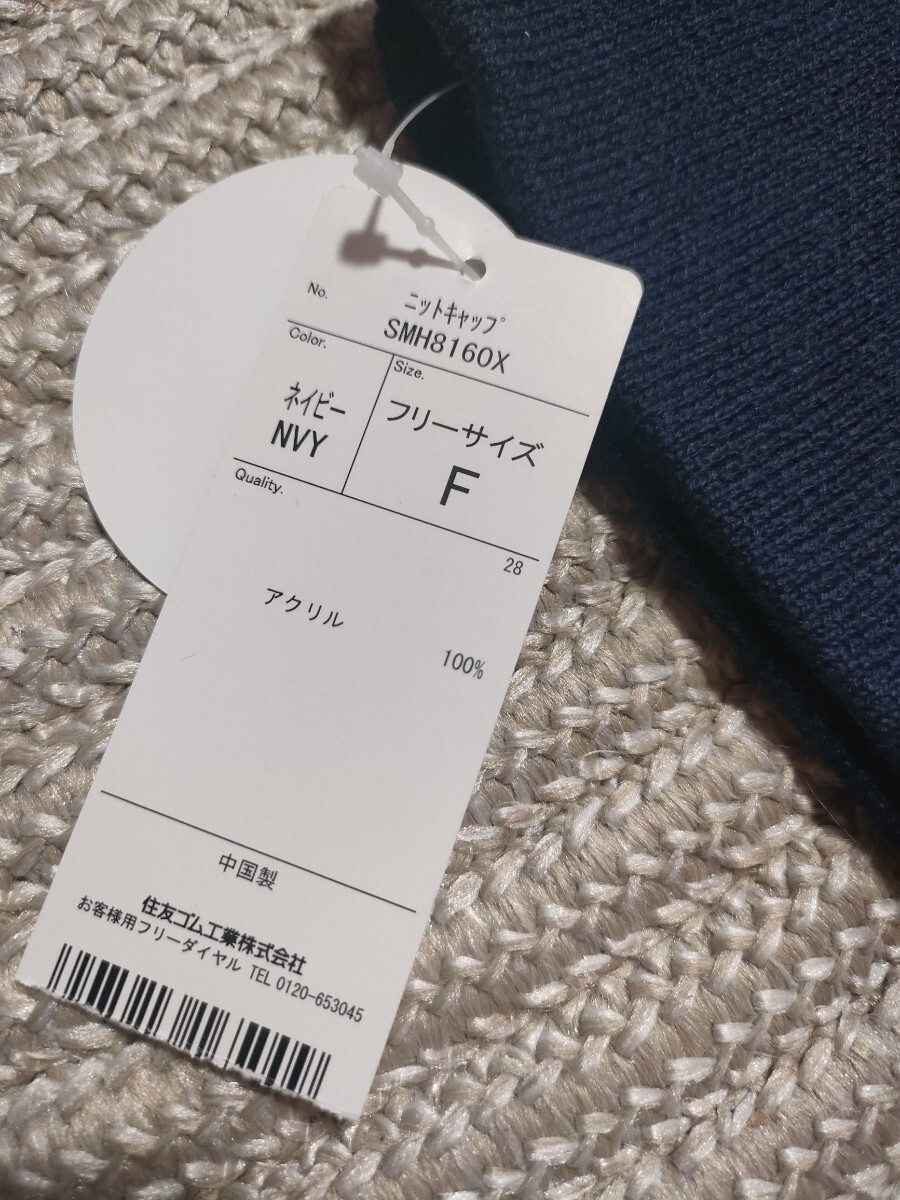 No.
ニットキャップ
SMH8160X
Color.
Size.
ネイビー
NVY
フリーサイズ
F
Quality.
28
アクリル
100%
中国製
住友ゴム工業株式会社
お客様用フリーダイヤル TEL 0120-653045